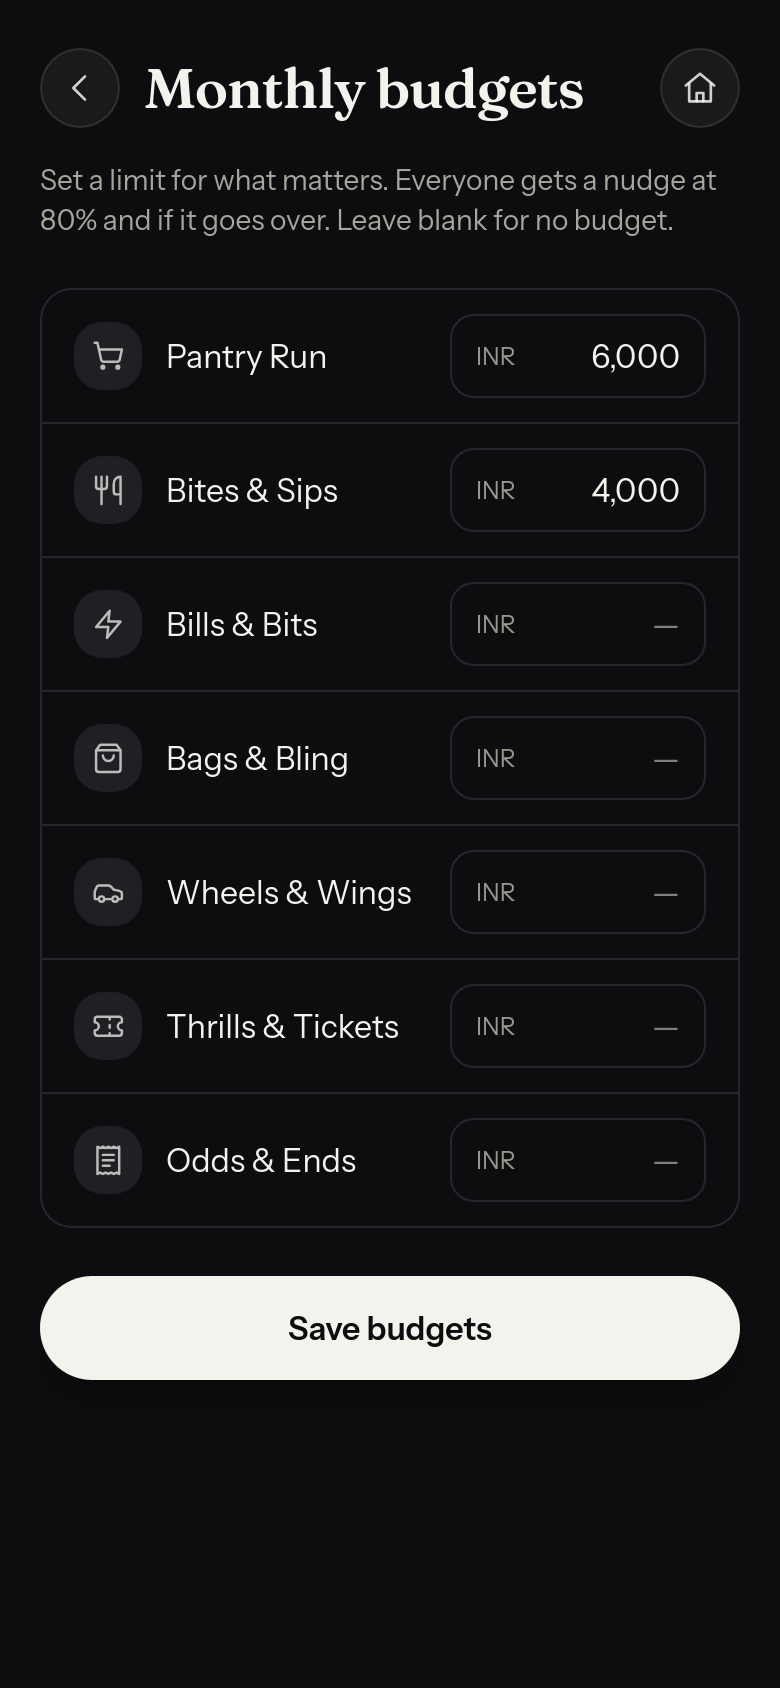 Monthly budgets
Set a limit for what matters. Everyone gets a nudge at
80% and if it goes over. Leave blank for no budget.
Pantry Run INR 6,000
Bites & Sips INR 4,000
Bills & Bits INR —
Bags & Bling INR —
Wheels & Wings INR —
Thrills & Tickets INR —
Odds & Ends INR —
Save budgets